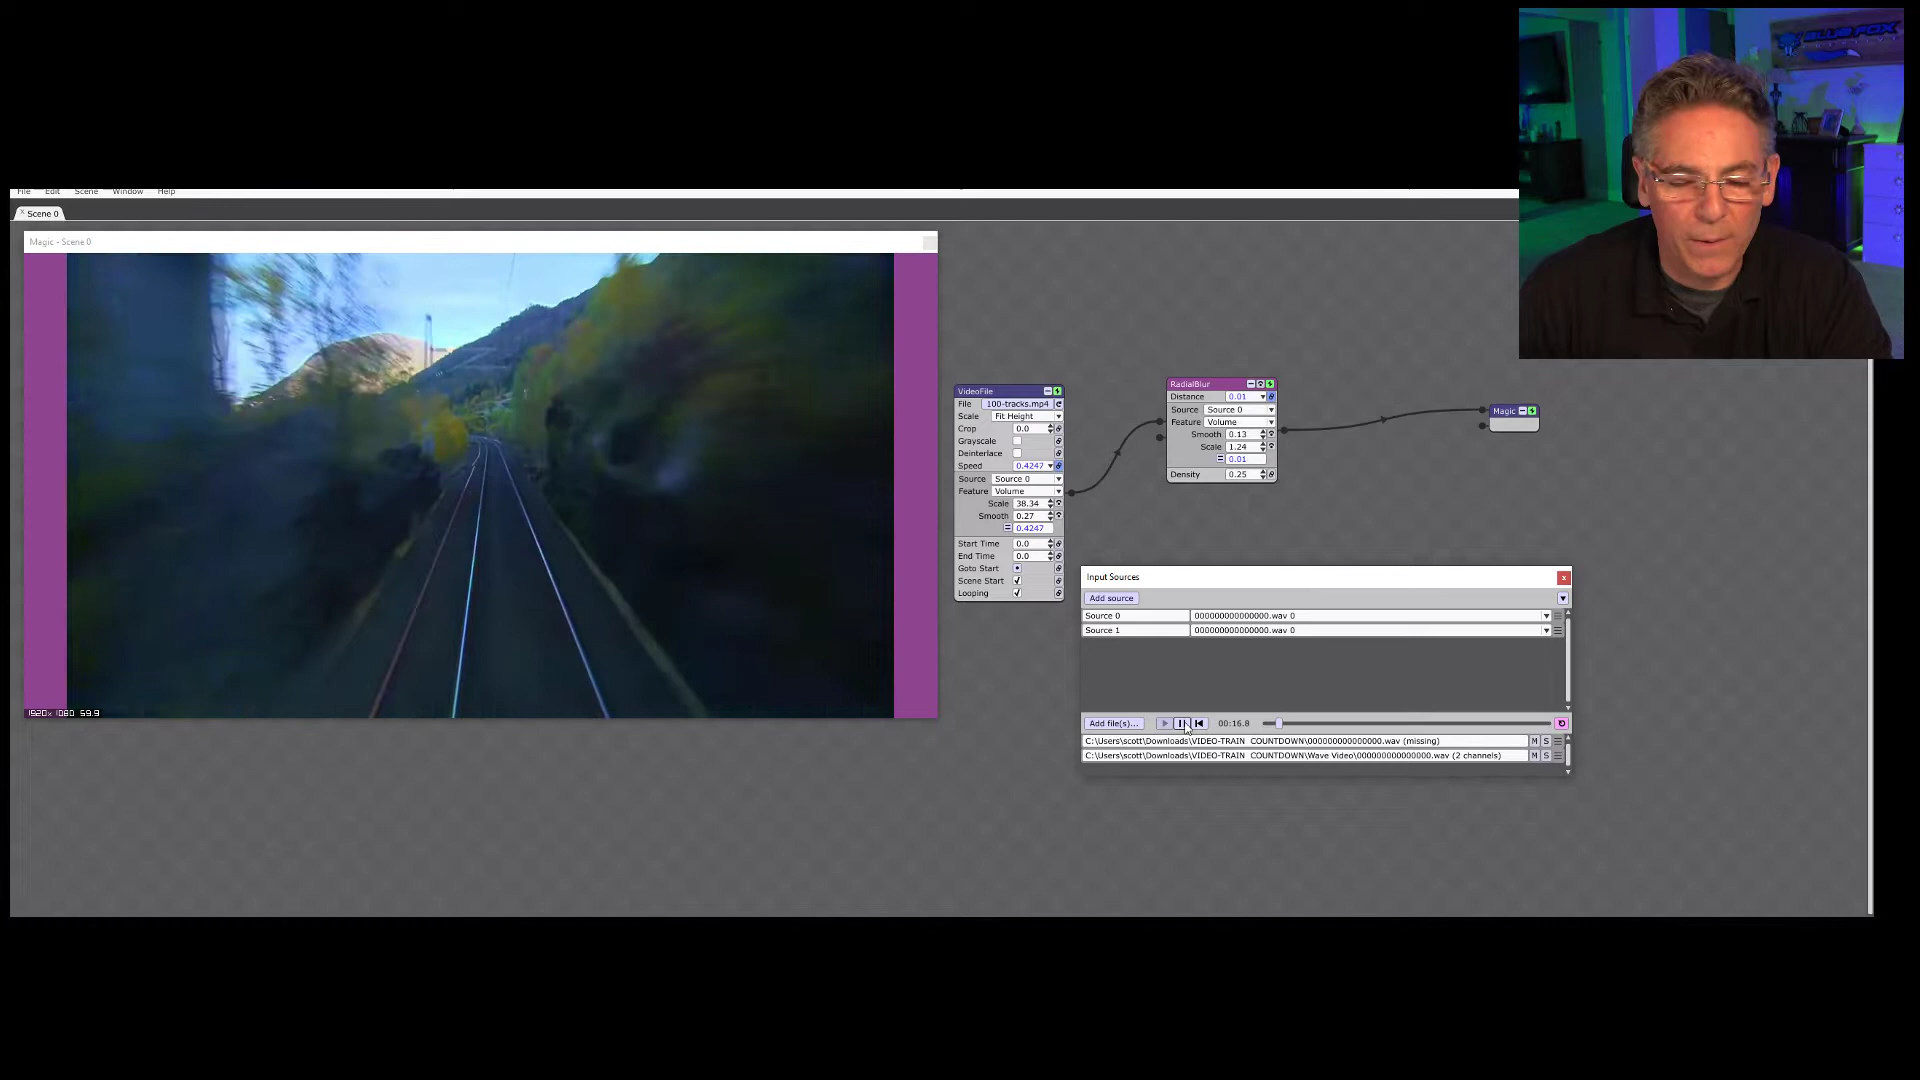 BLUE FOX
File Edit Scene Window Help
x Scene 0
Magic - Scene 0
1920x1080 59.9
VideoFile
File 100-tracks.mp4
Scale Fit Height
Crop 0.0
Grayscale
Deinterlace
Speed 0.4247
Source Source 0
Feature Volume
Scale 38.34
Smooth 0.27
= 0.4247
Start Time 0.0
End Time 0.0
Goto Start
Scene Start
Looping
RadialBlur
Distance 0.01
Source Source 0
Feature Volume
Smooth 0.13
Scale 1.24
= 0.01
Density 0.25
Magic
Input Sources
Add source
Source 0 000000000000000.wav 0
Source 1 000000000000000.wav 0
Add file(s)... 00:16.8
C:\Users\scott\Downloads\VIDEO-TRAIN COUNTDOWN\000000000000000.wav (missing) M S
C:\Users\scott\Downloads\VIDEO-TRAIN COUNTDOWN\Wave Video\000000000000000.wav (2 channels) M S